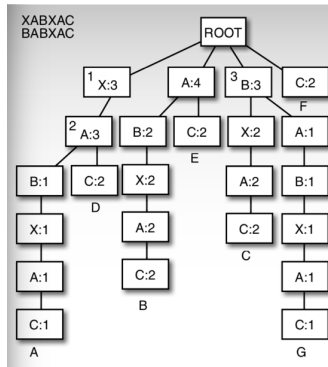 XABXAC
BABXAC
ROOT
1 X:3
A:4
3 B:3
C:2
F
2 A:3
B:2
C:2
X:2
A:1
E
B:1
C:2
X:2
A:2
B:1
D
X:1
A:2
C:2
X:1
C
A:1
C:2
A:1
B
C:1
C:1
A
G